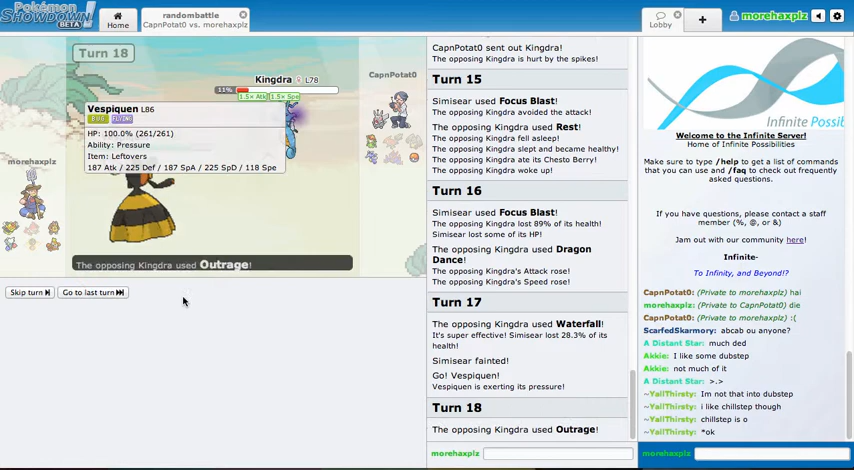 Pokémon
SHOWDOWN
BETA
Home
randombattle
CapnPotat0 vs. morehaxplz
Lobby
morehaxplz
Turn 18
Kingdra L78
11%
1.5× Atk 1.5× Spe
CapnPotat0
Vespiquen L86
BUG FLYING
HP: 100.0% (261/261)
Ability: Pressure
Item: Leftovers
187 Atk / 225 Def / 187 SpA / 225 SpD / 118 Spe
morehaxplz
The opposing Kingdra used Outrage!
Skip turn
Go to last turn
CapnPotat0 sent out Kingdra!
The opposing Kingdra is hurt by the spikes!
Turn 15
Simisear used Focus Blast!
The opposing Kingdra avoided the attack!
The opposing Kingdra used Rest!
The opposing Kingdra fell asleep!
The opposing Kingdra slept and became healthy!
The opposing Kingdra ate its Chesto Berry!
The opposing Kingdra woke up!
Turn 16
Simisear used Focus Blast!
The opposing Kingdra lost 89% of its health!
Simisear lost some of its HP!
The opposing Kingdra used Dragon
Dance!
The opposing Kingdra's Attack rose!
The opposing Kingdra's Speed rose!
Turn 17
The opposing Kingdra used Waterfall!
It's super effective! Simisear lost 28.3% of its
health!
Simisear fainted!
Go! Vespiquen!
Vespiquen is exerting its pressure!
Turn 18
The opposing Kingdra used Outrage!
morehaxplz
Infinite Possib
Welcome to the Infinite Server!
Home of Infinite Possibilities
Make sure to type /help to get a list of commands
that you can use and /faq to check out frequently
asked questions.
If you have questions, please contact a staff
member (%, @, or &)
Jam out with our community here!
Infinite-
To Infinity, and Beyond!?
CapnPotat0: (Private to morehaxplz) hai
morehaxplz: (Private to CapnPotat0) die
CapnPotat0: (Private to morehaxplz) :(
ScarfedSkarmory: abcab ou anyone?
A Distant Star: much ded
Akkie: I like some dubstep
Akkie: not much of it
A Distant Star: >.>
~YallThirsty: Im not that into dubstep
~YallThirsty: i like chillstep though
~YallThirsty: chillstep is o
~YallThirsty: *ok
morehaxplz